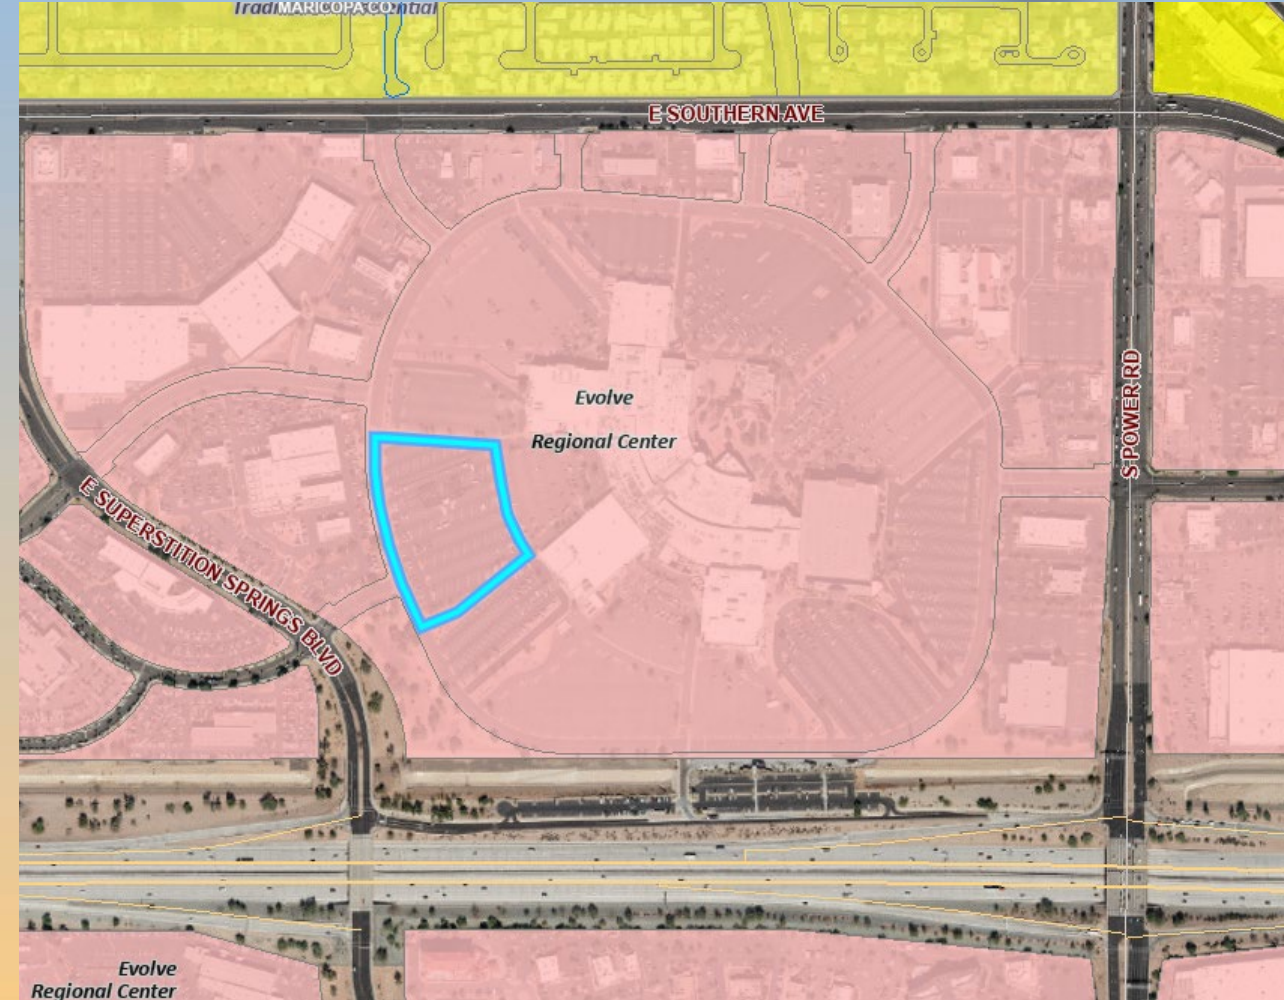 MARICOPA CO.
E SOUTHERN AVE
S POWER RD
Evolve
Regional Center
E SUPERSTITION SPRINGS BLVD
Evolve
Regional Center